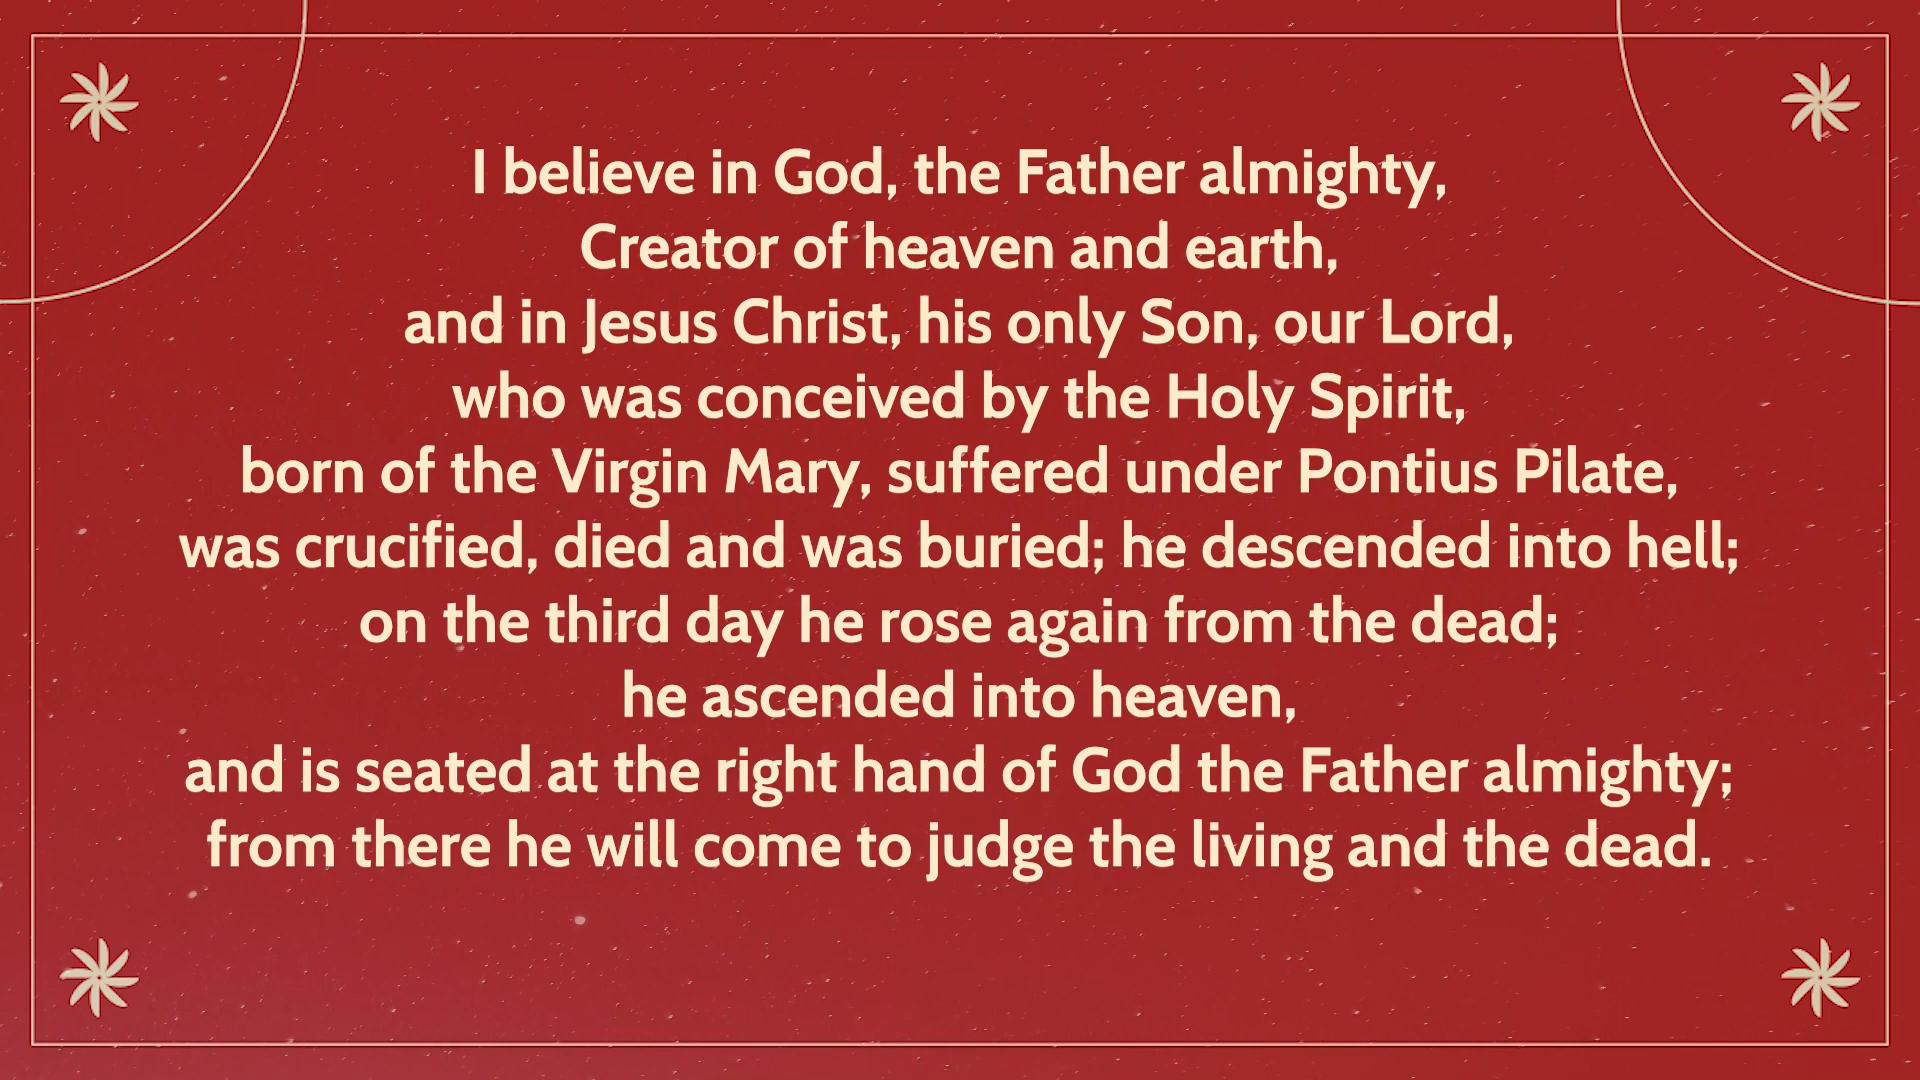 I believe in God, the Father almighty,
Creator of heaven and earth,
and in Jesus Christ, his only Son, our Lord,
who was conceived by the Holy Spirit,
born of the Virgin Mary, suffered under Pontius Pilate,
was crucified, died and was buried; he descended into hell;
on the third day he rose again from the dead;
he ascended into heaven,
and is seated at the right hand of God the Father almighty;
from there he will come to judge the living and the dead.